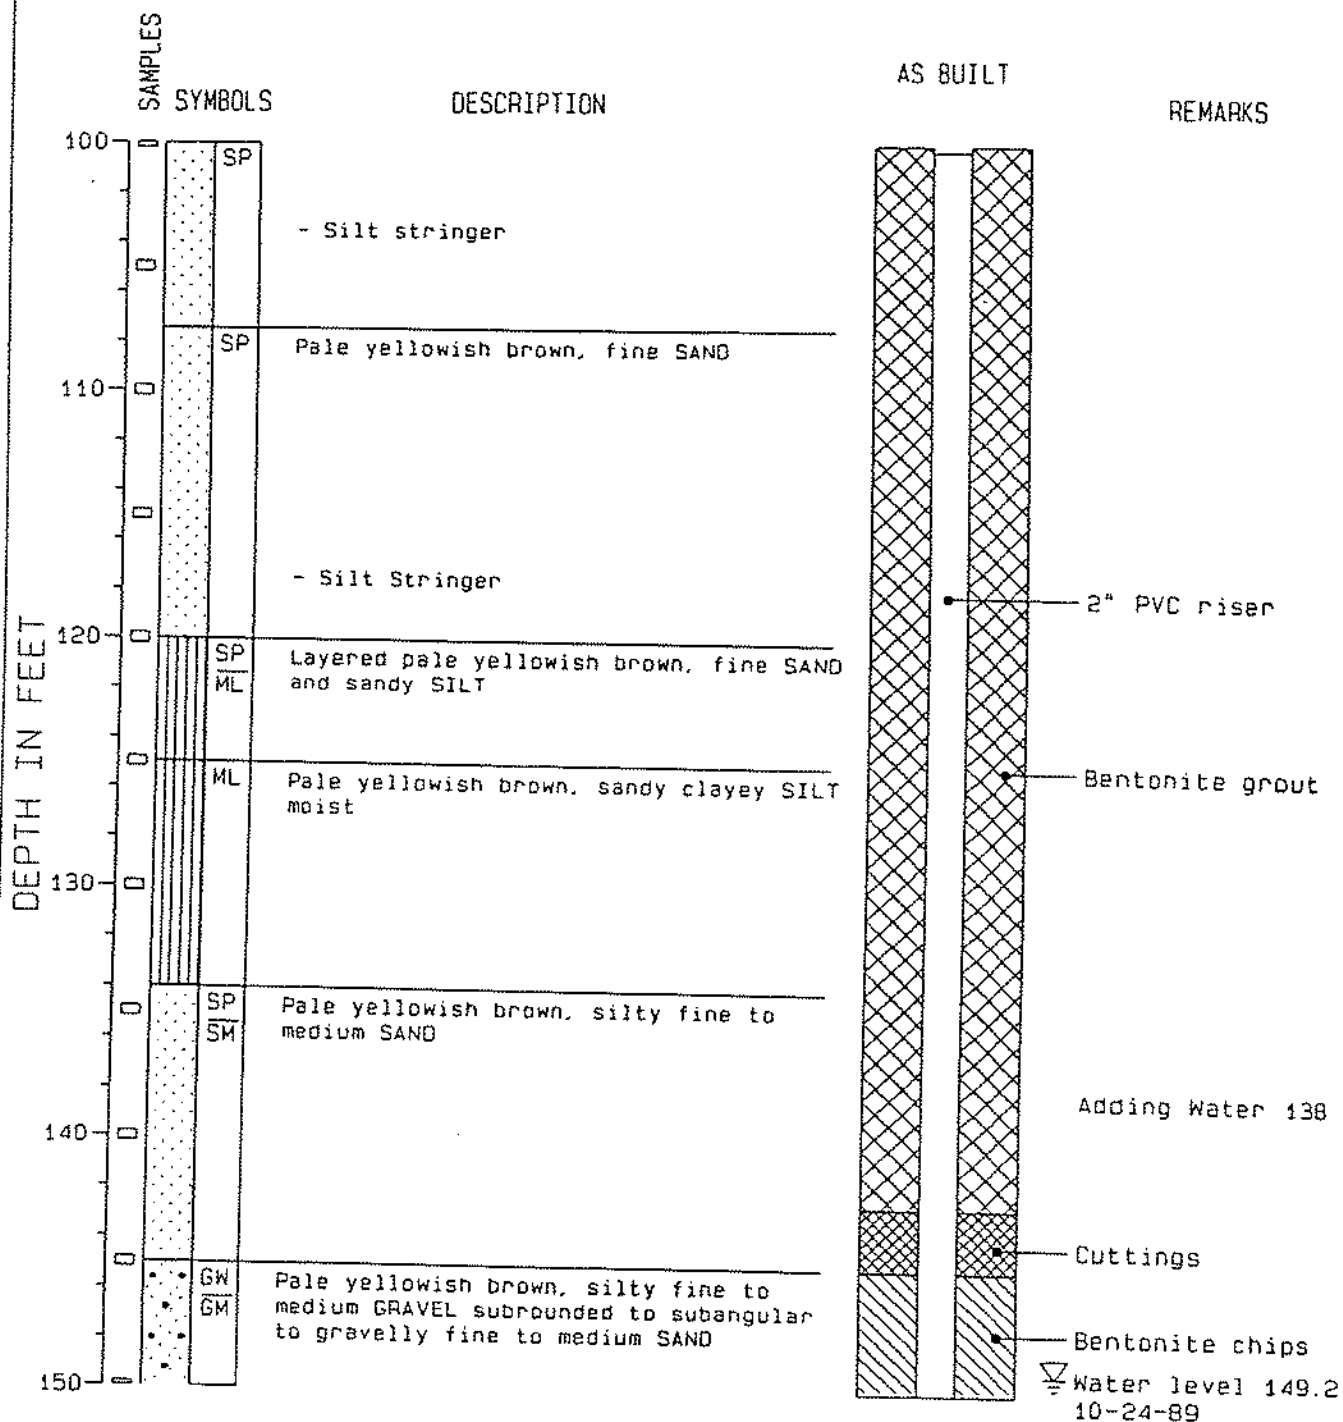 SAMPLES
SYMBOLS
DESCRIPTION
AS BUILT
REMARKS
DEPTH IN FEET
100
SP
- Silt stringer
SP
Pale yellowish brown, fine SAND
110
- Silt Stringer
2" PVC riser
120
SP
ML
Layered pale yellowish brown, fine SAND
and sandy SILT
ML
Pale yellowish brown, sandy clayey SILT
moist
Bentonite grout
130
SP
SM
Pale yellowish brown, silty fine to
medium SAND
Adding Water 138
140
Cuttings
GW
GM
Pale yellowish brown, silty fine to
medium GRAVEL subrounded to subangular
to gravelly fine to medium SAND
Bentonite chips
150
Water level 149.2
10-24-89